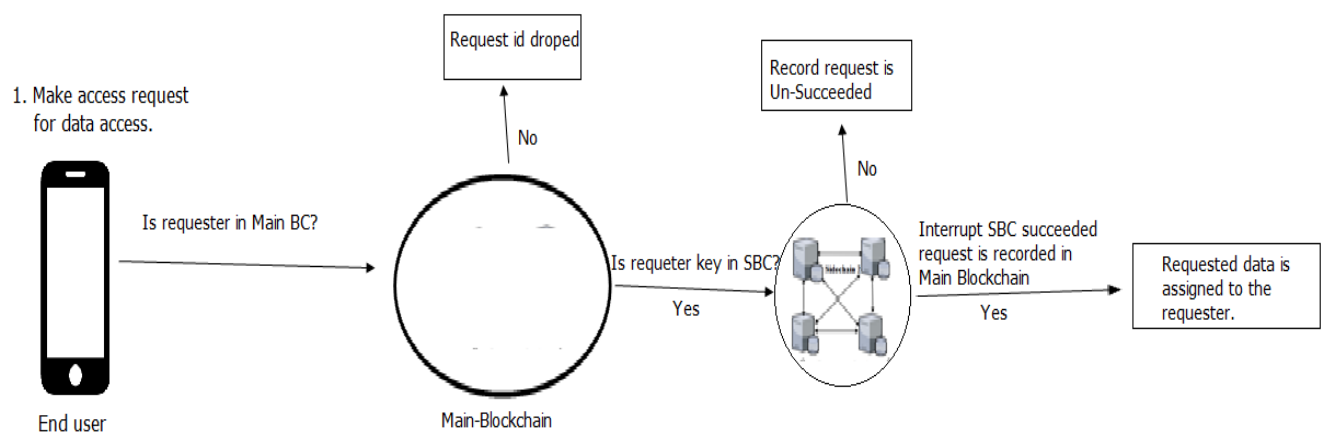 1. Make access request
for data access.
End user
Is requester in Main BC?
Request id droped
No
Main-Blockchain
Is requeter key in SBC?
Yes
Record request is
Un-Succeeded
No
Sidechain
Interrupt SBC succeeded
request is recorded in
Main Blockchain
Yes
Requested data is
assigned to the
requester.